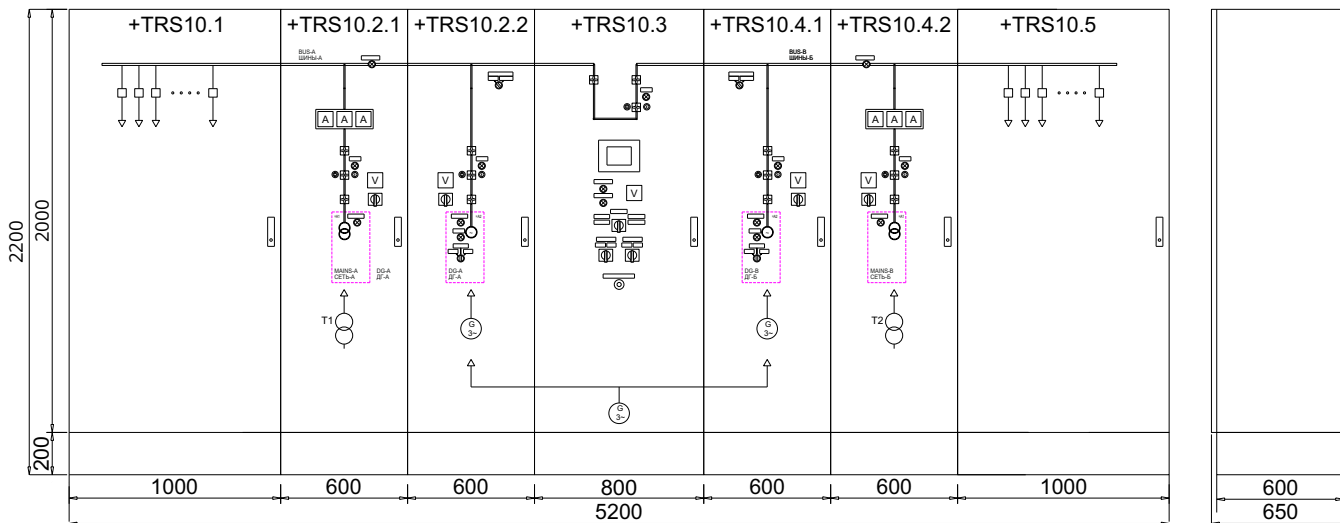 +TRS10.1 +TRS10.2.1 +TRS10.2.2 +TRS10.3 +TRS10.4.1 +TRS10.4.2 +TRS10.5
BUS-A
ШИНЫ-А
BUS-B
ШИНЫ-Б
A A A
A A A
V V V V V
MAINS-A
СЕТЬ-А
DG-A
ДГ-А
DG-A
ДГ-А
DG-B
ДГ-Б
MAINS-B
СЕТЬ-Б
T1
G
3~
G
3~
T2
G
3~
2200
2000
200
1000 600 600 800 600 600 1000
5200
600
650